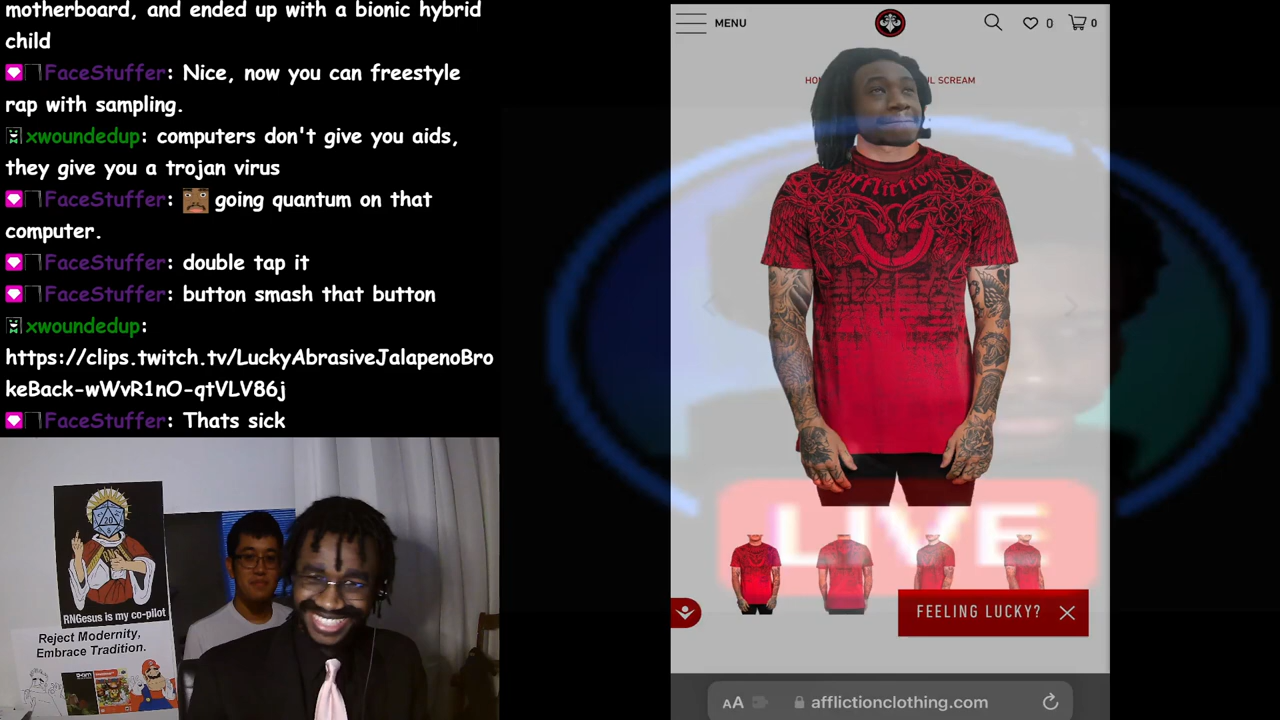 motherboard, and ended up with a bionic hybrid
child
FaceStuffer: Nice, now you can freestyle
rap with sampling.
xwoundedup: computers don't give you aids,
they give you a trojan virus
FaceStuffer: going quantum on that
computer.
FaceStuffer: double tap it
FaceStuffer: button smash that button
xwoundedup:
https://clips.twitch.tv/LuckyAbrasiveJalapenoBro
keBack-wWvR1nO-qtVLV86j
FaceStuffer: Thats sick
20
RNGesus is my co-pilot
Reject Modernity,
Embrace Tradition.
MENU
0
0
SCREAM
Affliction
LIVE
FEELING LUCKY?
AA
afflictionclothing.com